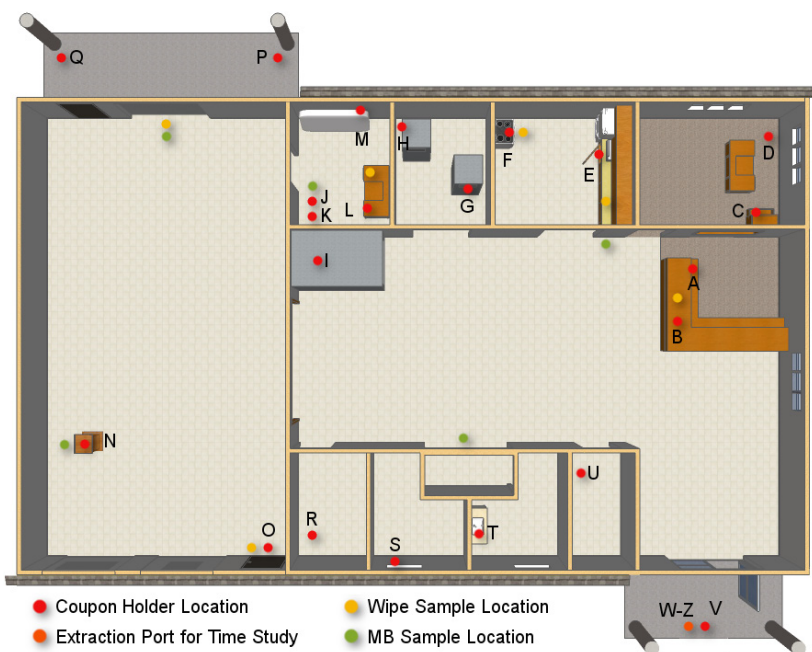 Q
P
M
H
F
E
D
J
K
L
G
C
I
A
B
N
O
R
S
T
U
W-Z
V
Coupon Holder Location
Wipe Sample Location
Extraction Port for Time Study
MB Sample Location